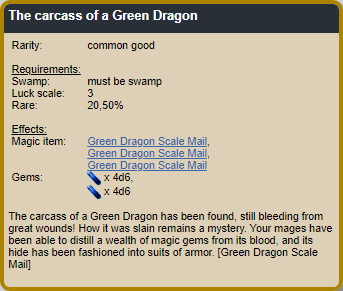 The carcass of a Green Dragon
Rarity: common good
Requirements:
Swamp: must be swamp
Luck scale: 3
Rare: 20,50%
Effects:
Magic item: Green Dragon Scale Mail,
Green Dragon Scale Mail,
Green Dragon Scale Mail
Gems: x 4d6,
x 4d6
The carcass of a Green Dragon has been found, still bleeding from
great wounds! How it was slain remains a mystery. Your mages have
been able to distill a wealth of magic gems from its blood, and its
hide has been fashioned into suits of armor. [Green Dragon Scale
Mail]